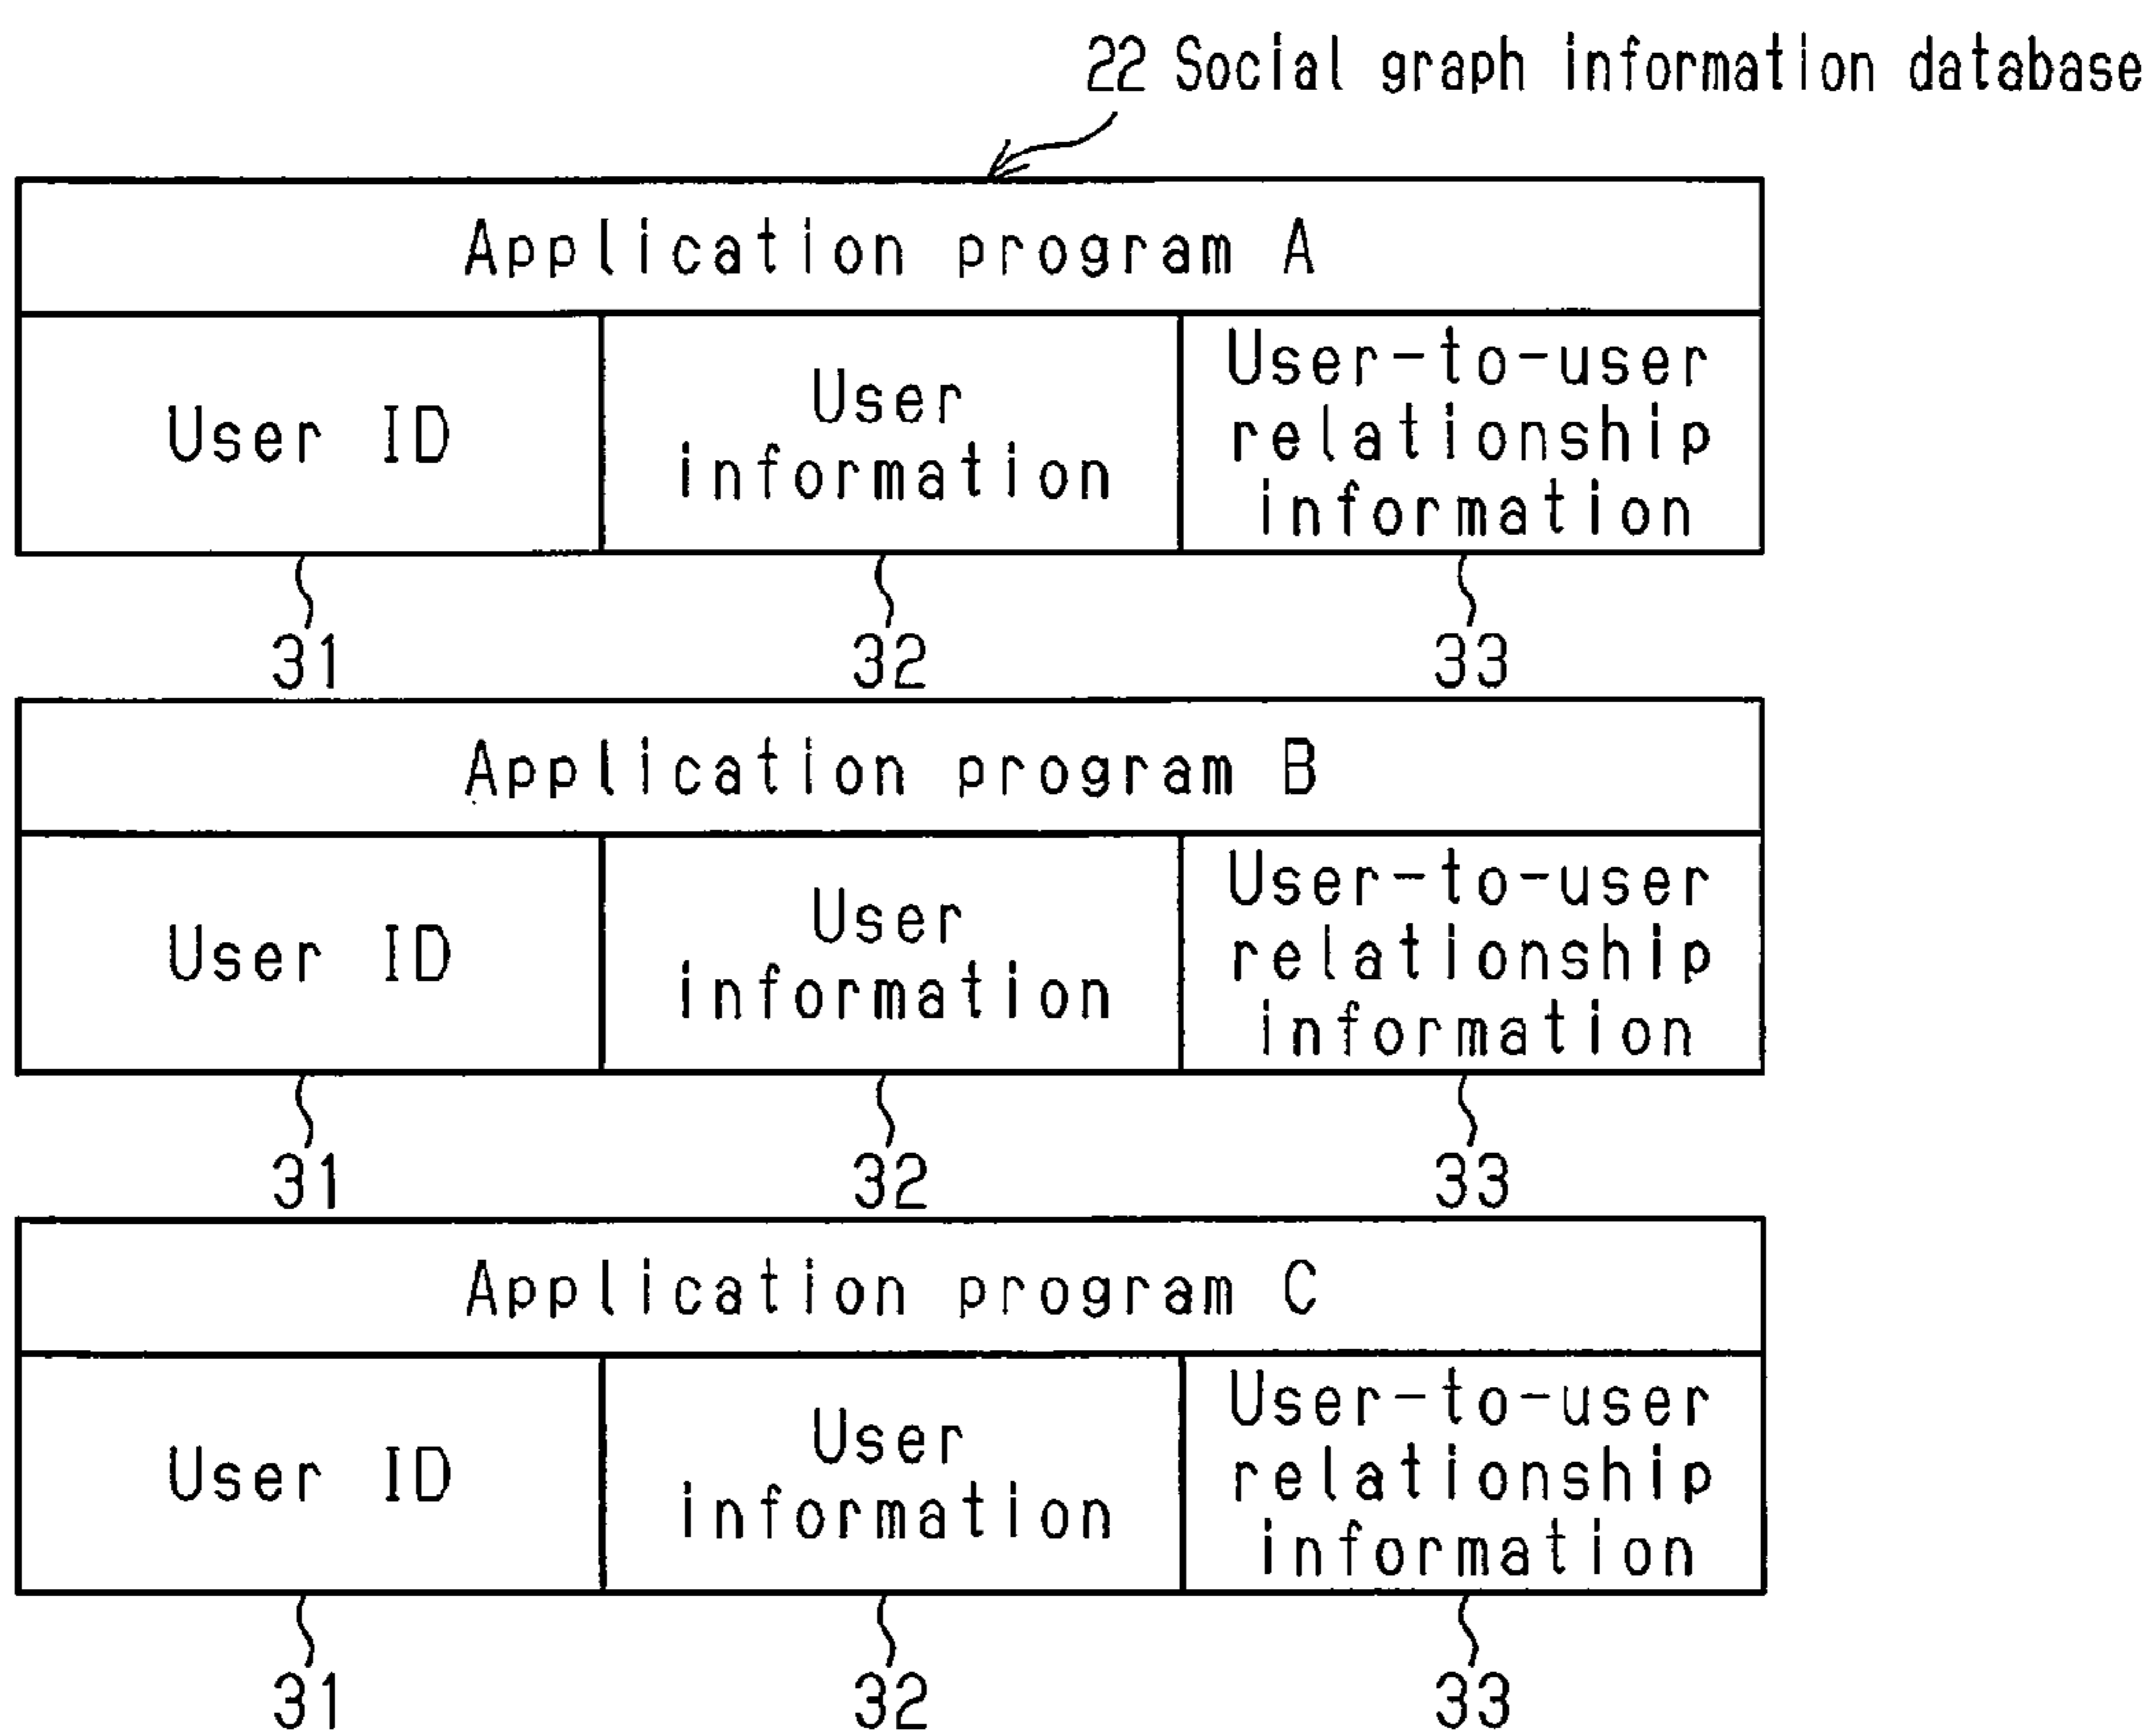 22 Social graph information database
Application program A
User ID
User
information
User-to-user
relationship
information
31
32
33
Application program B
User ID
User
information
User-to-user
relationship
information
31
32
33
Application program C
User ID
User
information
User-to-user
relationship
information
31
32
33